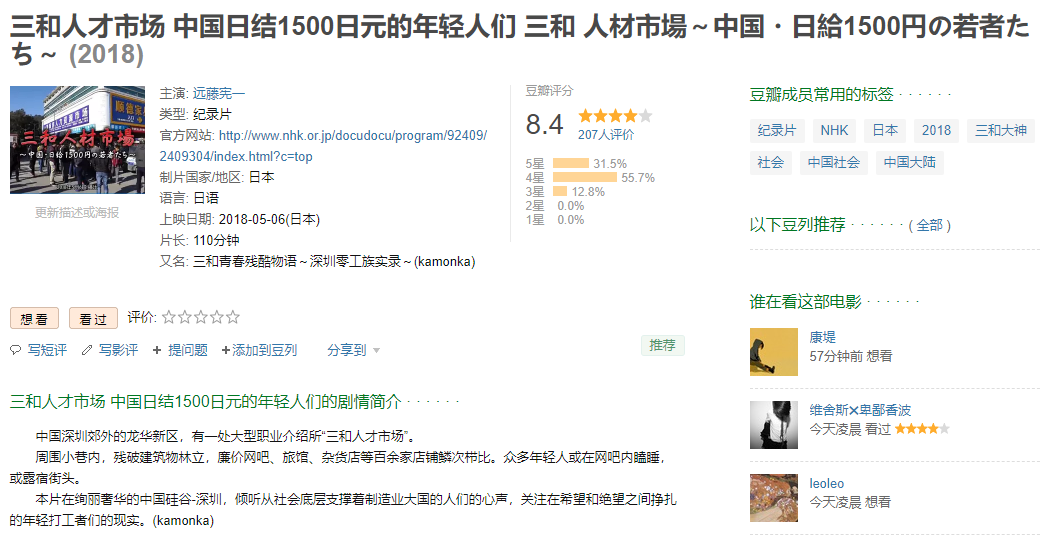 三和人才市场 中国日结1500日元的年轻人们 三和 人材市場～中国・日給1500円の若者た
ち～ (2018)
顺德家
三和人材市場
～中国・日給1500円の若者たち～
更新描述或海报
主演: 远藤宪一
类型: 纪录片
官方网站: http://www.nhk.or.jp/docudocu/program/92409/
2409304/index.html?c=top
制片国家/地区: 日本
语言: 日语
上映日期: 2018-05-06(日本)
片长: 110分钟
又名: 三和青春残酷物语～深圳零工族实录～(kamonka)
豆瓣评分
8.4
207人评价
5星 31.5%
4星 55.7%
3星 12.8%
2星 0.0%
1星 0.0%
想看 看过 评价:
写短评 写影评 + 提问题 +添加到豆列 分享到 推荐
三和人才市场 中国日结1500日元的年轻人们的剧情简介 · · · · · ·
中国深圳郊外的龙华新区，有一处大型职业介绍所“三和人才市场”。
周围小巷内，残破建筑物林立，廉价网吧、旅馆、杂货店等百余家店铺鳞次栉比。众多年轻人或在网吧内瞌睡，
或露宿街头。
本片在绚丽奢华的中国硅谷-深圳，倾听从社会底层支撑着制造业大国的人们的心声，关注在希望和绝望之间挣扎
的年轻打工者们的现实。(kamonka)
豆瓣成员常用的标签 · · · · · ·
纪录片 NHK 日本 2018 三和大神
社会 中国社会 中国大陆
以下豆列推荐 · · · · · · ( 全部 )
谁在看这部电影 · · · · · ·
康堤
57分钟前 想看
维舍斯✕卑鄙香波
今天凌晨 看过
leoleo
今天凌晨 想看